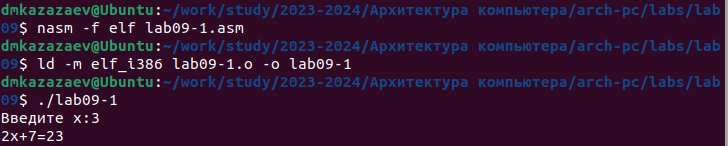 dmkazazaev@Ubuntu:~/work/study/2023-2024/Архитектура компьютера/arch-pc/labs/lab
09$ nasm -f elf lab09-1.asm
dmkazazaev@Ubuntu:~/work/study/2023-2024/Архитектура компьютера/arch-pc/labs/lab
09$ ld -m elf_i386 lab09-1.o -o lab09-1
dmkazazaev@Ubuntu:~/work/study/2023-2024/Архитектура компьютера/arch-pc/labs/lab
09$ ./lab09-1
Введите x:3
2x+7=23